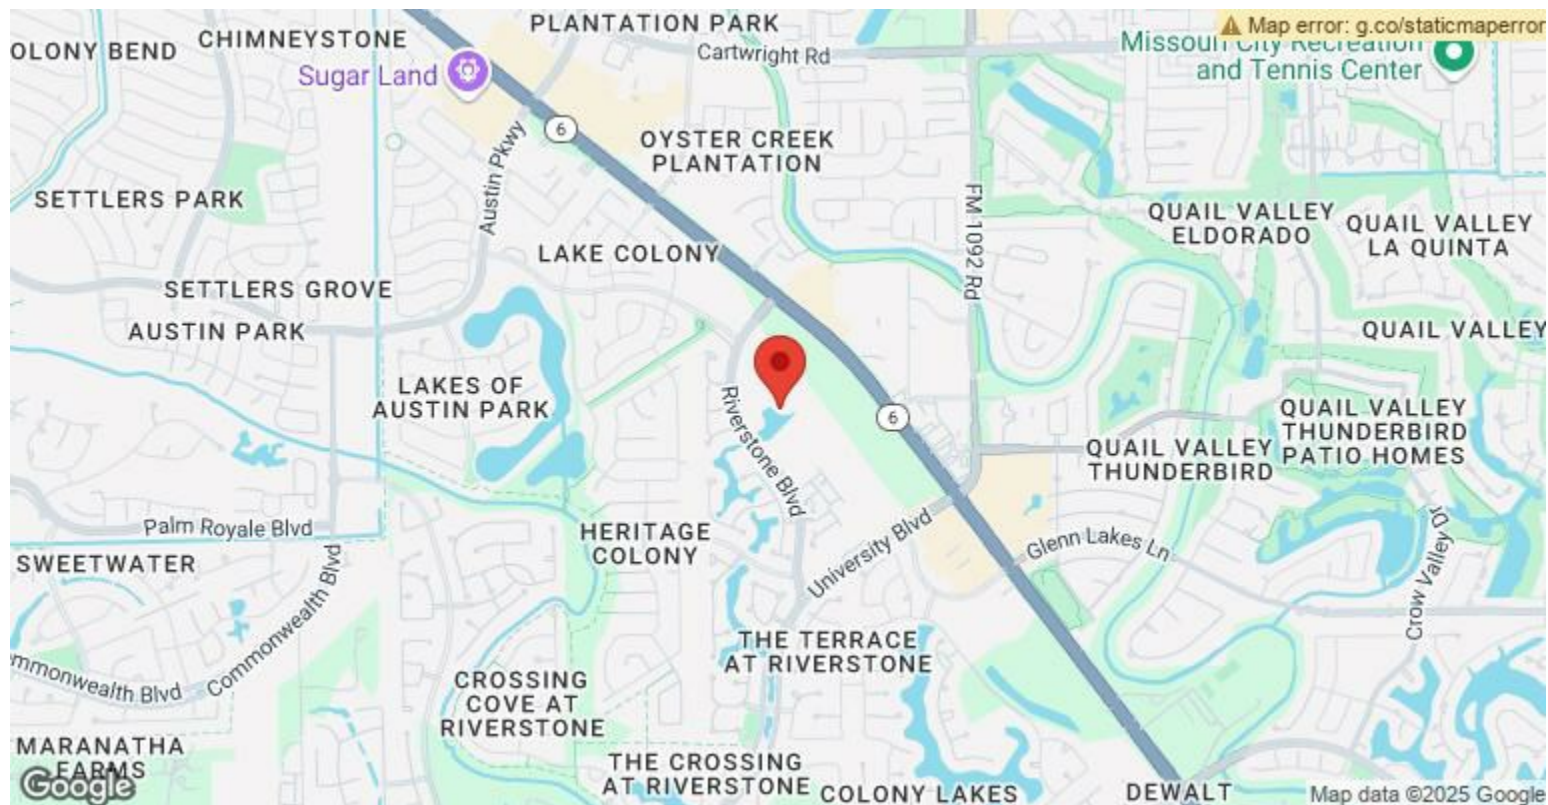 PLANTATION PARK
Map error: g.co/staticmaperror
OLONY BEND
CHIMNEYSTONE
Cartwright Rd
Missouri City Recreation
and Tennis Center
Sugar Land
6
Austin Pkwy
OYSTER CREEK
PLANTATION
SETTLERS PARK
FM 1092 Rd
QUAIL VALLEY
ELDORADO
QUAIL VALLEY
LA QUINTA
LAKE COLONY
SETTLERS GROVE
AUSTIN PARK
QUAIL VALLEY
LAKES OF
AUSTIN PARK
Riverstone Blvd
6
QUAIL VALLEY
THUNDERBIRD
PATIO HOMES
QUAIL VALLEY
THUNDERBIRD
Palm Royale Blvd
HERITAGE
COLONY
University Blvd
Glenn Lakes Ln
Crow Valley Dr
SWEETWATER
Commonwealth Blvd
mmonwealth Blvd
THE TERRACE
AT RIVERSTONE
CROSSING
COVE AT
RIVERSTONE
MARANATHA
FARMS
THE CROSSING
AT RIVERSTONE
COLONY LAKES
DEWALT
Google
Map data ©2025 Google